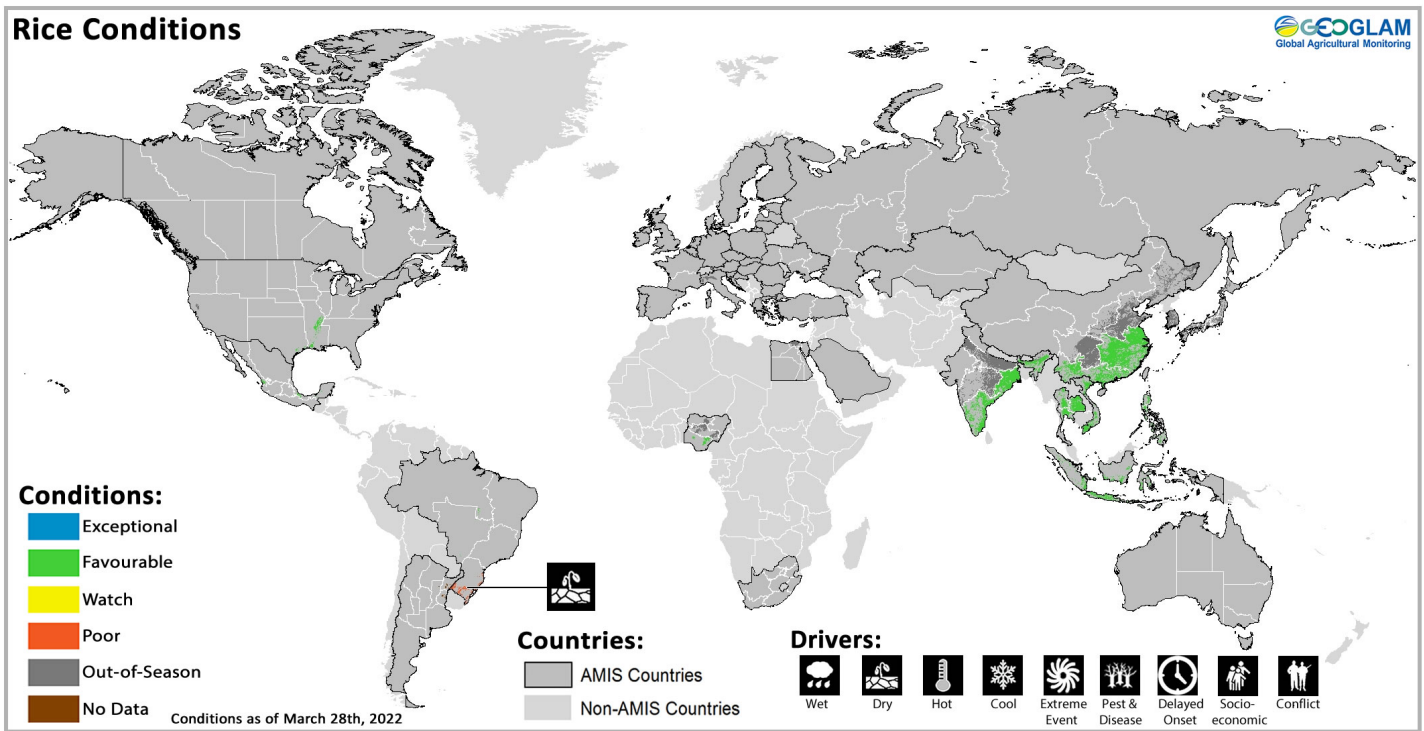 Rice Conditions
GEOGLAM
Global Agricultural Monitoring
Conditions:
Exceptional
Favourable
Watch
Poor
Out-of-Season
No Data
Conditions as of March 28th, 2022
Countries:
AMIS Countries
Non-AMIS Countries
Drivers:
Wet
Dry
Hot
Cool
Extreme
Event
Pest &
Disease
Delayed
Onset
Socio-
economic
Conflict